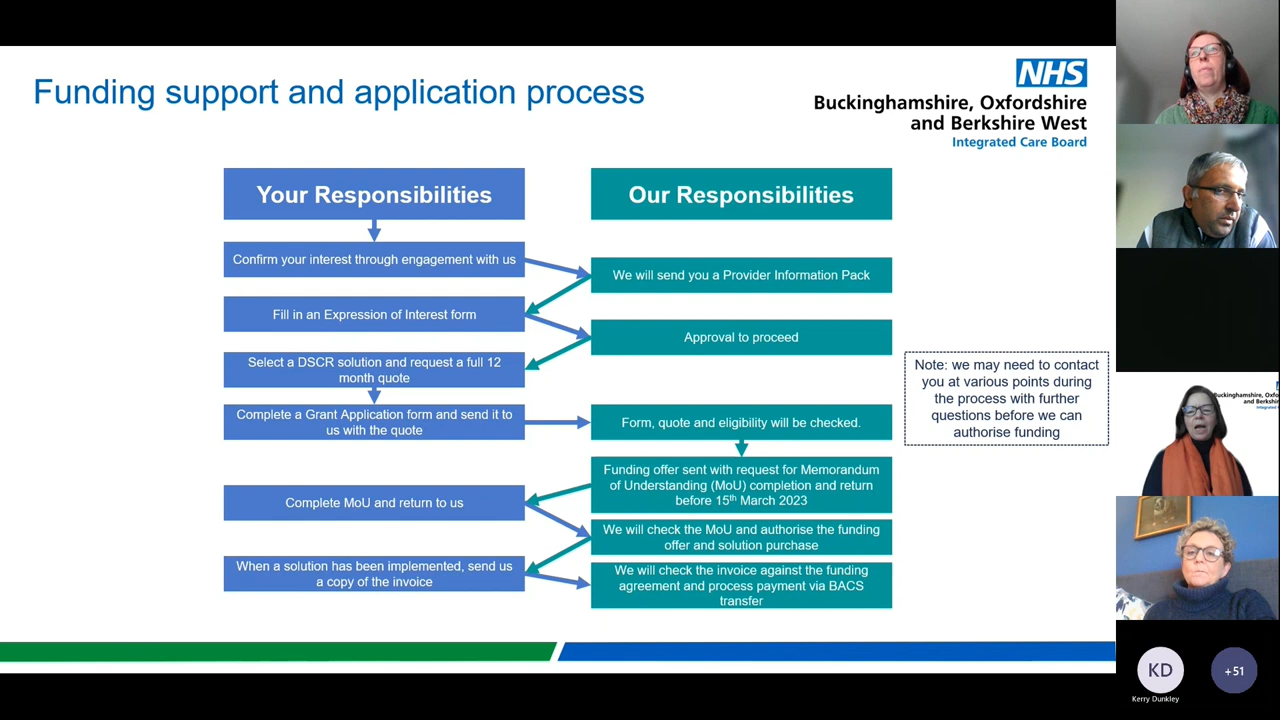 Funding support and application process
NHS
Buckinghamshire, Oxfordshire
and Berkshire West
Integrated Care Board
Your Responsibilities
Our Responsibilities
Confirm your interest through engagement with us
We will send you a Provider Information Pack
Fill in an Expression of Interest form
Approval to proceed
Select a DSCR solution and request a full 12
month quote
Complete a Grant Application form and send it to
us with the quote
Form, quote and eligibility will be checked.
Funding offer sent with request for Memorandum
of Understanding (MoU) completion and return
before 15th March 2023
Complete MoU and return to us
We will check the MoU and authorise the funding
offer and solution purchase
When a solution has been implemented, send us
a copy of the invoice
We will check the invoice against the funding
agreement and process payment via BACS
transfer
Note: we may need to contact
you at various points during
the process with further
questions before we can
authorise funding
KD
Kerry Dunkley
+51